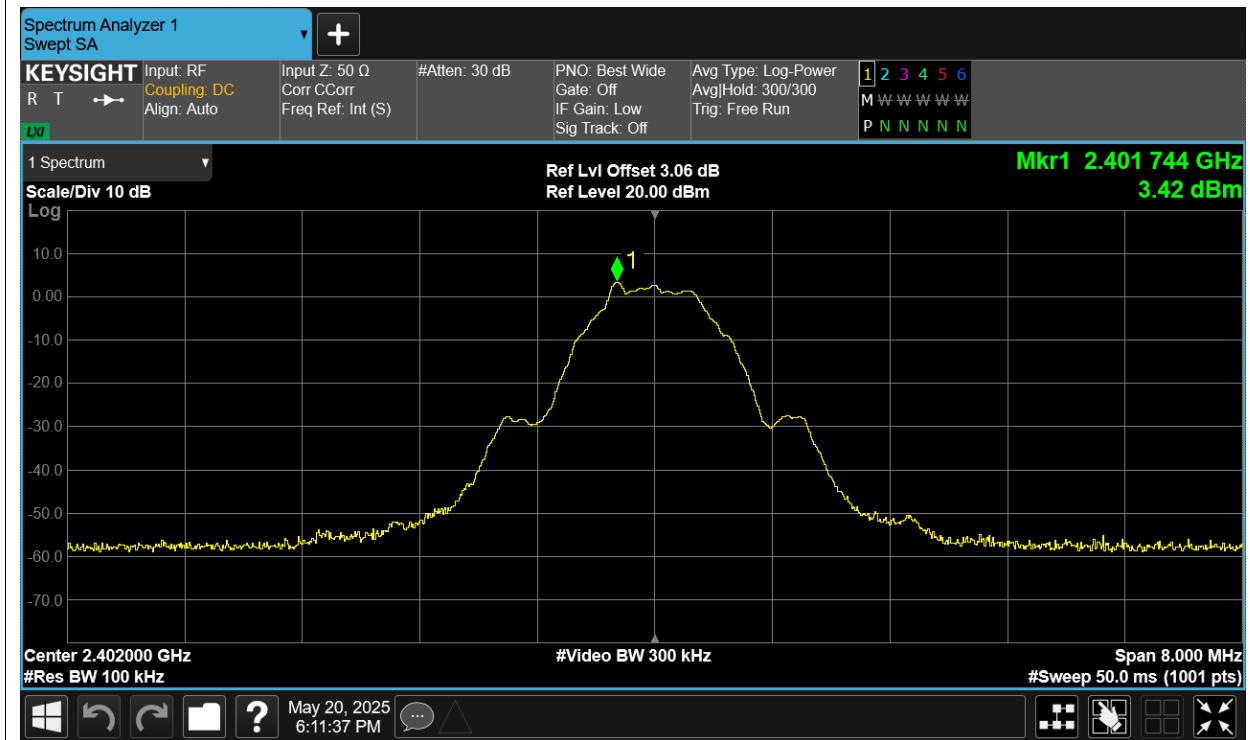 Spectrum Analyzer 1
Swept SA
KEYSIGHT
R T
LXI
Input: RF
Coupling: DC
Align: Auto
Input Z: 50 Ω
Corr CCorr
Freq Ref: Int (S)
#Atten: 30 dB
PNO: Best Wide
Gate: Off
IF Gain: Low
Sig Track: Off
Avg Type: Log-Power
Avg|Hold: 300/300
Trig: Free Run
1 2 3 4 5 6
M W W W W W
P N N N N N
1 Spectrum
Scale/Div 10 dB
Log
Ref Lvl Offset 3.06 dB
Ref Level 20.00 dBm
Mkr1 2.401 744 GHz
3.42 dBm
1
10.0
0.00
-10.0
-20.0
-30.0
-40.0
-50.0
-60.0
-70.0
Center 2.402000 GHz
#Res BW 100 kHz
#Video BW 300 kHz
Span 8.000 MHz
#Sweep 50.0 ms (1001 pts)
?
May 20, 2025
6:11:37 PM